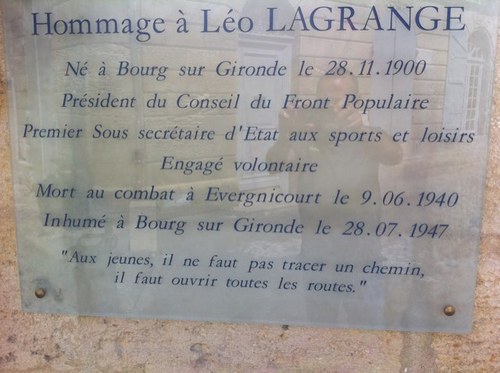 Hommage à Léo LAGRANGE
Né à Bourg sur Gironde le 28.11.1900
Président du Conseil du Front Populaire
Premier Sous secrétaire d'Etat aux sports et loisirs
Engagé volontaire
Mort au combat à Evergnicourt le 9.06.1940
Inhumé à Bourg sur Gironde le 28.07.1947
"Aux jeunes, il ne faut pas tracer un chemin,
il faut ouvrir toutes les routes."